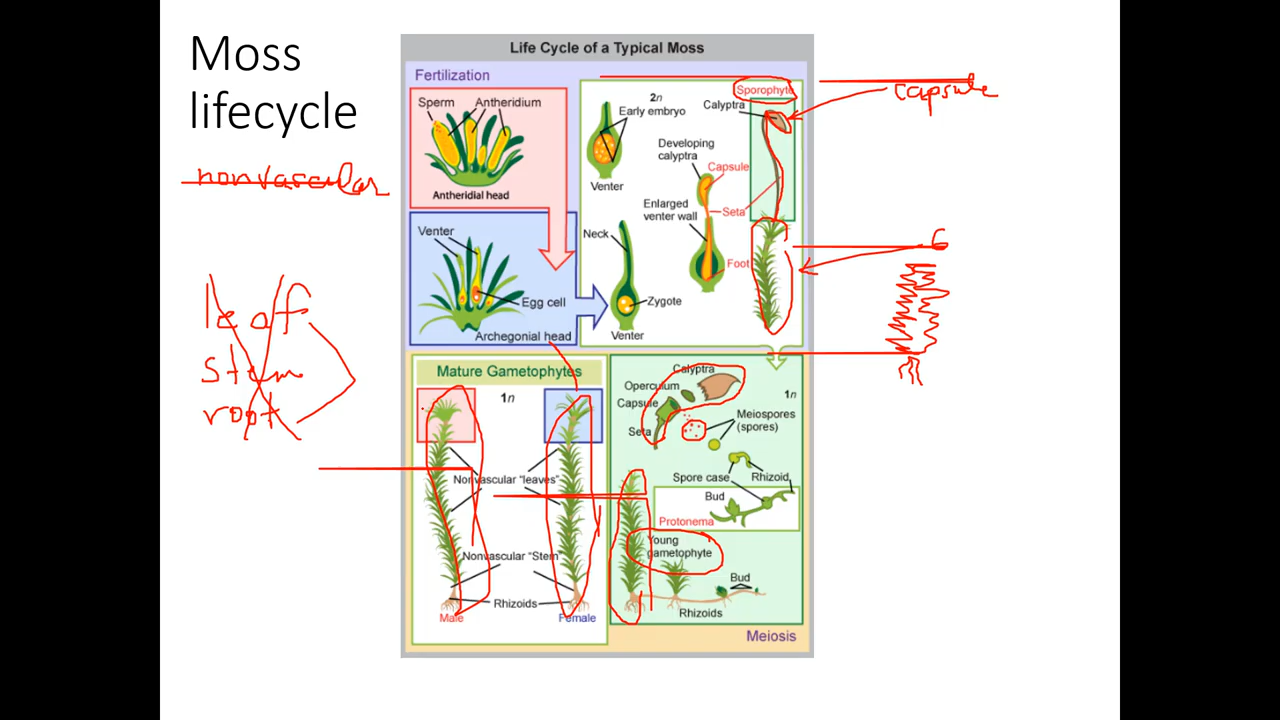 Moss
lifecycle
nonvascular
leaf
stem
root
Life Cycle of a Typical Moss
Fertilization
Sperm
Antheridium
Antheridial head
Venter
Egg cell
Archegonial head
2n
Early embryo
Venter
Developing
calyptra
Capsule
Enlarged
venter wall
Seta
Neck
Foot
Zygote
Venter
Sporophyte
Calyptra
capsule
6
Mature Gametophytes
1n
Nonvascular "leaves"
Nonvascular "Stem"
Rhizoids
Male
Female
Calyptra
Operculum
Capsule
Seta
1n
Meiospores
(spores)
Spore case
Rhizoid
Bud
Protonema
Young
gametophyte
Bud
Rhizoids
Meiosis